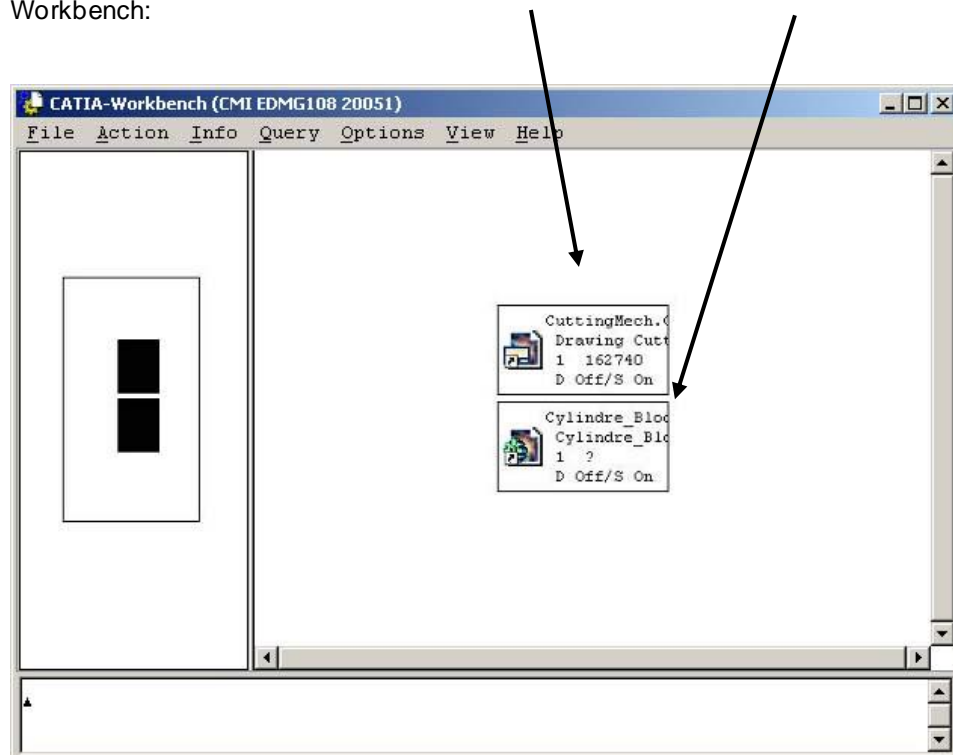 Workbench:
CATIA-Workbench (CMI EDMG108 20051)
File Action Info Query Options View Help
CuttingMech.
Drawing Cutt
1 162740
D Off/S On
Cylindre_Bloc
Cylindre_Blo
1 ?
D Off/S On